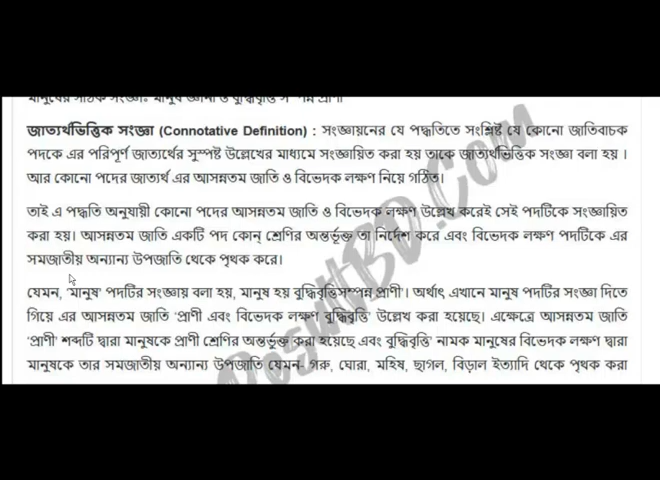 মানুষের সঠিক সংজ্ঞাঃ মানুষ জ্ঞানী ও বুদ্ধিবৃত্তি সম্পন্ন প্রাণী
জাত্যর্থভিত্তিক সংজ্ঞা (Connotative Definition) : সংজ্ঞায়নের যে পদ্ধতিতে সংশ্লিষ্ট যে কোনো জাতিবাচক
পদকে এর পরিপূর্ণ জাত্যর্থের সুস্পষ্ট উল্লেখের মাধ্যমে সংজ্ঞায়িত করা হয় তাকে জাত্যর্থভিত্তিক সংজ্ঞা বলা হয় ।
আর কোনো পদের জাত্যর্থ এর আসন্নতম জাতি ও বিভেদক লক্ষণ নিয়ে গঠিত।
তাই এ পদ্ধতি অনুযায়ী কোনো পদের আসন্নতম জাতি ও বিভেদক লক্ষণ উল্লেখ করেই সেই পদটিকে সংজ্ঞায়িত
করা হয়। আসন্নতম জাতি একটি পদ কোন্ শ্রেণির অন্তর্ভুক্ত তা নির্দেশ করে এবং বিভেদক লক্ষণ পদটিকে এর
সমজাতীয় অন্যান্য উপজাতি থেকে পৃথক করে।
যেমন, 'মানুষ' পদটির সংজ্ঞায় বলা হয়, মানুষ হয় বুদ্ধিবৃত্তিসম্পন্ন প্রাণী'। অর্থাৎ এখানে মানুষ পদটির সংজ্ঞা দিতে
গিয়ে এর আসন্নতম জাতি 'প্রাণী এবং বিভেদক লক্ষণ বুদ্ধিবৃত্তি' উল্লেখ করা হয়েছে। এক্ষেত্রে আসন্নতম জাতি
'প্রাণী' শব্দটি দ্বারা মানুষকে প্রাণী শ্রেণির অন্তর্ভুক্ত করা হয়েছে এবং বুদ্ধিবৃত্তি' নামক মানুষের বিভেদক লক্ষণ দ্বারা
মানুষকে তার সমজাতীয় অন্যান্য উপজাতি যেমন- গরু, ঘোরা, মহিষ, ছাগল, বিড়াল ইত্যাদি থেকে পৃথক করা